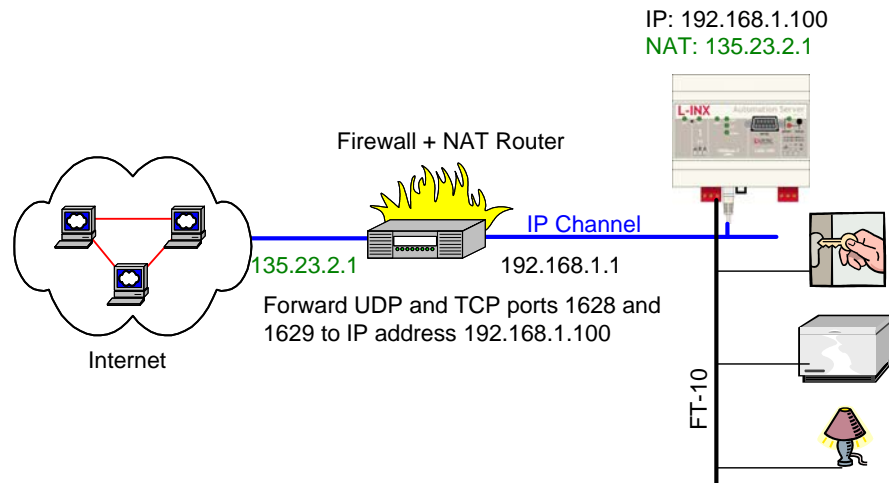 IP: 192.168.1.100
NAT: 135.23.2.1
L-INX Automation Server
Firewall + NAT Router
IP Channel
135.23.2.1
192.168.1.1
Forward UDP and TCP ports 1628 and
1629 to IP address 192.168.1.100
Internet
FT-10